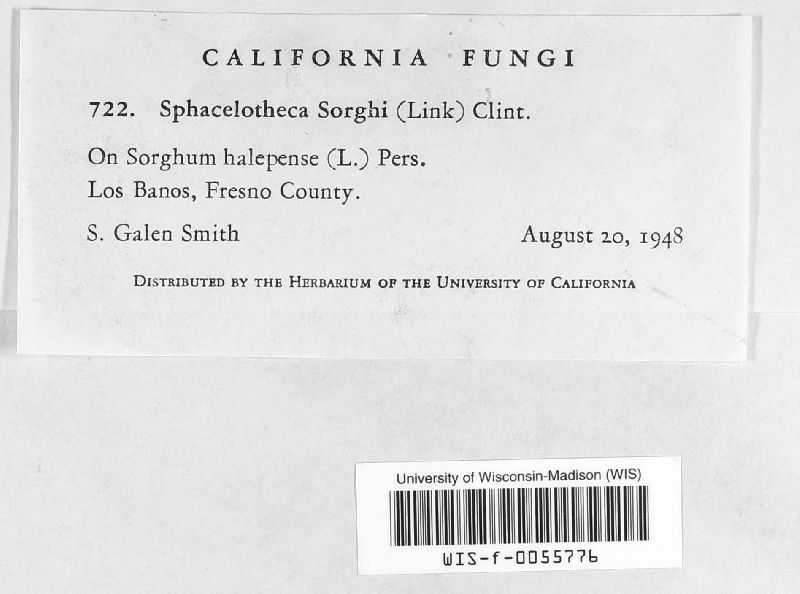 CALIFORNIA FUNGI
722. Sphacelotheca Sorghi (Link) Clint.
On Sorghum halepense (L.) Pers.
Los Banos, Fresno County.
S. Galen Smith August 20, 1948
Distributed by the Herbarium of the University of California
University of Wisconsin-Madison (WIS)
WIS-f-0055776